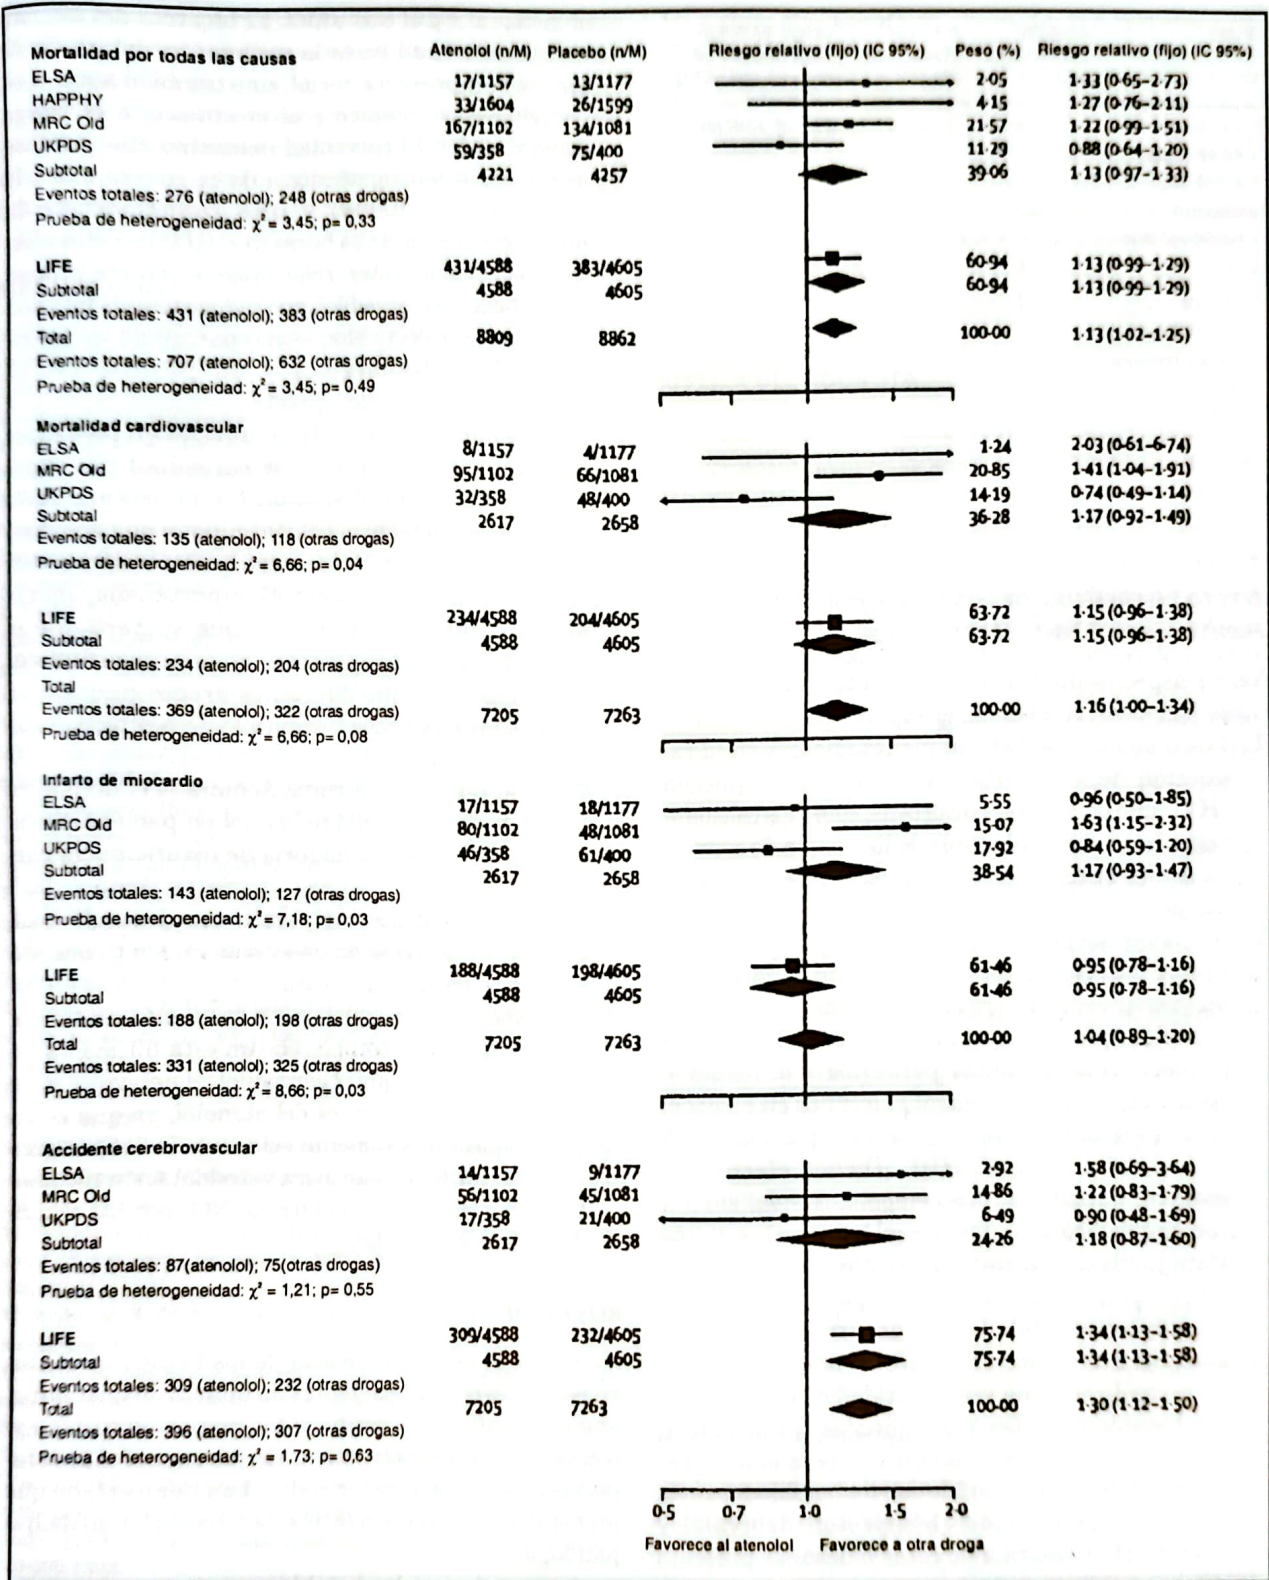 Mortalidad por todas las causas Atenolol (n/M) Placebo (n/M) Riesgo relativo (fijo) (IC 95%) Peso (%) Riesgo relativo (fijo) (IC 95%)
ELSA 17/1157 13/1177 2·05 1·33 (0·65–2·73)
HAPPHY 33/1604 26/1599 4·15 1·27 (0·76–2·11)
MRC Old 167/1102 134/1081 21·57 1·22 (0·99–1·51)
UKPDS 59/358 75/400 11·29 0·88 (0·64–1·20)
Subtotal 4221 4257 39·06 1·13 (0·97–1·33)
Eventos totales: 276 (atenolol); 248 (otras drogas)
Prueba de heterogeneidad: χ² = 3,45; p= 0,33
LIFE 431/4588 383/4605 60·94 1·13 (0·99–1·29)
Subtotal 4588 4605 60·94 1·13 (0·99–1·29)
Eventos totales: 431 (atenolol); 383 (otras drogas)
Total 8809 8862 100·00 1·13 (1·02–1·25)
Eventos totales: 707 (atenolol); 632 (otras drogas)
Prueba de heterogeneidad: χ² = 3,45; p= 0,49
Mortalidad cardiovascular
ELSA 8/1157 4/1177 1·24 2·03 (0·61–6·74)
MRC Old 95/1102 66/1081 20·85 1·41 (1·04–1·91)
UKPDS 32/358 48/400 14·19 0·74 (0·49–1·14)
Subtotal 2617 2658 36·28 1·17 (0·92–1·49)
Eventos totales: 135 (atenolol); 118 (otras drogas)
Prueba de heterogeneidad: χ² = 6,66; p= 0,04
LIFE 234/4588 204/4605 63·72 1·15 (0·96–1·38)
Subtotal 4588 4605 63·72 1·15 (0·96–1·38)
Eventos totales: 234 (atenolol); 204 (otras drogas)
Total
Eventos totales: 369 (atenolol); 322 (otras drogas) 7205 7263 100·00 1·16 (1·00–1·34)
Prueba de heterogeneidad: χ² = 6,66; p= 0,08
Infarto de miocardio
ELSA 17/1157 18/1177 5·55 0·96 (0·50–1·85)
MRC Old 80/1102 48/1081 15·07 1·63 (1·15–2·32)
UKPOS 46/358 61/400 17·92 0·84 (0·59–1·20)
Subtotal 2617 2658 38·54 1·17 (0·93–1·47)
Eventos totales: 143 (atenolol); 127 (otras drogas)
Prueba de heterogeneidad: χ² = 7,18; p= 0,03
LIFE 188/4588 198/4605 61·46 0·95 (0·78–1·16)
Subtotal 4588 4605 61·46 0·95 (0·78–1·16)
Eventos totales: 188 (atenolol); 198 (otras drogas)
Total 7205 7263 100·00 1·04 (0·89–1·20)
Eventos totales: 331 (atenolol); 325 (otras drogas)
Prueba de heterogeneidad: χ² = 8,66; p= 0,03
Accidente cerebrovascular
ELSA 14/1157 9/1177 2·92 1·58 (0·69–3·64)
MRC Old 56/1102 45/1081 14·86 1·22 (0·83–1·79)
UKPDS 17/358 21/400 6·49 0·90 (0·48–1·69)
Subtotal 2617 2658 24·26 1·18 (0·87–1·60)
Eventos totales: 87(atenolol); 75(otras drogas)
Prueba de heterogeneidad: χ² = 1,21; p= 0,55
LIFE 309/4588 232/4605 75·74 1·34 (1·13–1·58)
Subtotal 4588 4605 75·74 1·34 (1·13–1·58)
Eventos totales: 309 (atenolol); 232 (otras drogas)
Total 7205 7263 100·00 1·30 (1·12–1·50)
Eventos totales: 396 (atenolol); 307 (otras drogas)
Prueba de heterogeneidad: χ² = 1,73; p= 0,63
0·5 0·7 1·0 1·5 2·0
Favorece al atenolol Favorece a otra droga